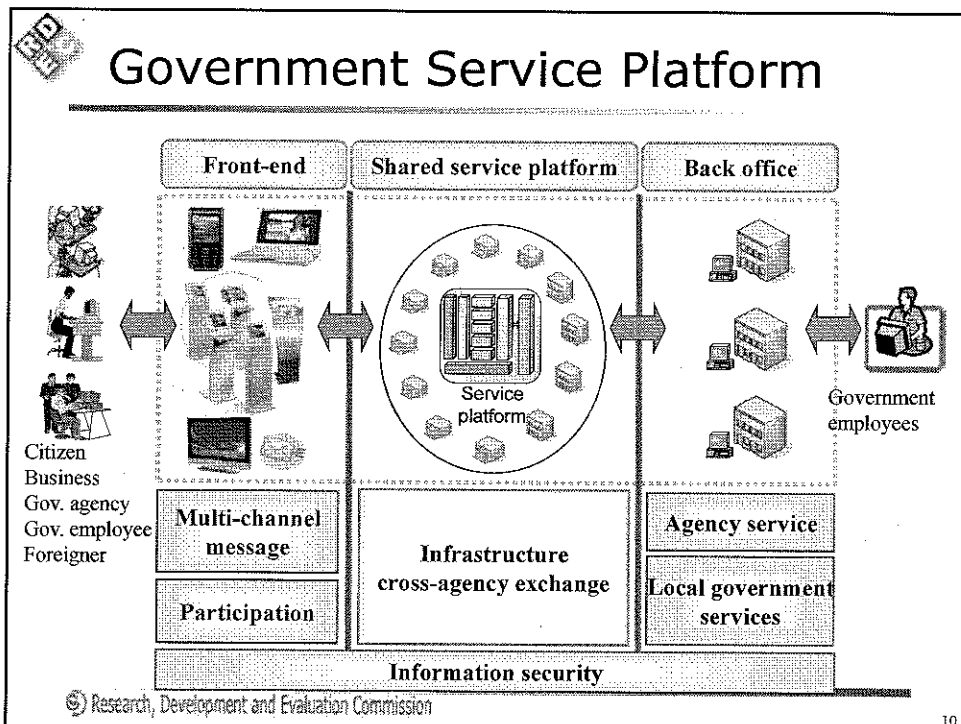 RDES
Government Service Platform
Front-end
Shared service platform
Back office
Service
platform
Citizen
Business
Gov. agency
Gov. employee
Foreigner
Government
employees
Multi-channel
message
Participation
Infrastructure
cross-agency exchange
Agency service
Local government
services
Information security
Research, Development and Evaluation Commission
10